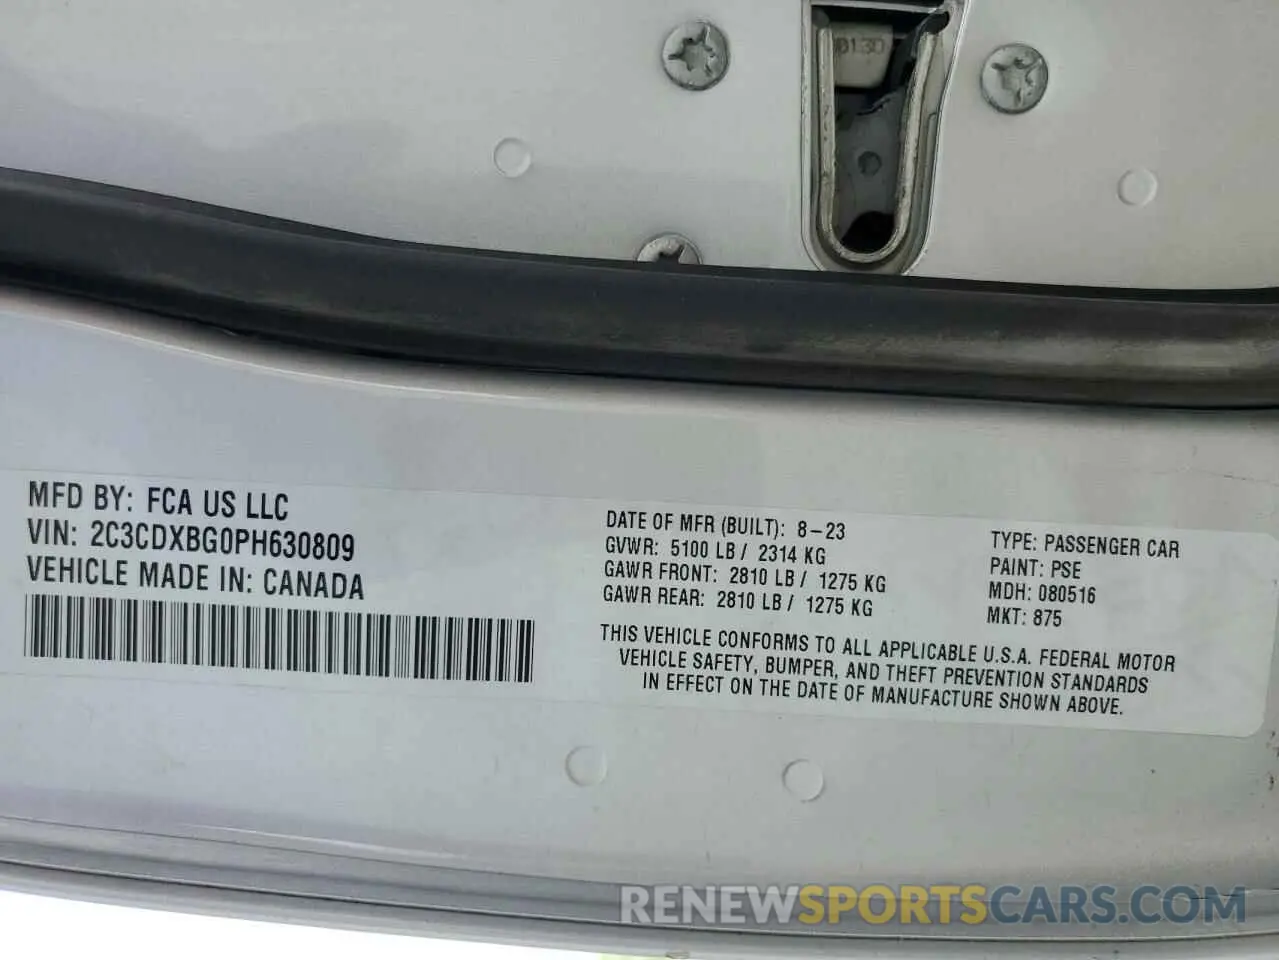 MFD BY: FCA US LLC
VIN: 2C3CDXBG0PH630809
VEHICLE MADE IN: CANADA
DATE OF MFR (BUILT): 8-23
GVWR: 5100 LB / 2314 KG
GAWR FRONT: 2810 LB / 1275 KG
GAWR REAR: 2810 LB / 1275 KG
TYPE: PASSENGER CAR
PAINT: PSE
MDH: 080516
MKT: 875
THIS VEHICLE CONFORMS TO ALL APPLICABLE U.S.A. FEDERAL MOTOR
VEHICLE SAFETY, BUMPER, AND THEFT PREVENTION STANDARDS
IN EFFECT ON THE DATE OF MANUFACTURE SHOWN ABOVE.
RENEWSPORTSCARS.COM